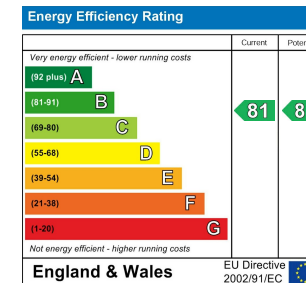 Energy Efficiency Rating
Current
Very energy efficient - lower running costs
(92 plus) A
(81-91) B
(69-80) C
(55-68) D
(39-54) E
(21-38) F
(1-20) G
81
Not energy efficient - higher running costs
England & Wales
EU Directive
2002/91/EC